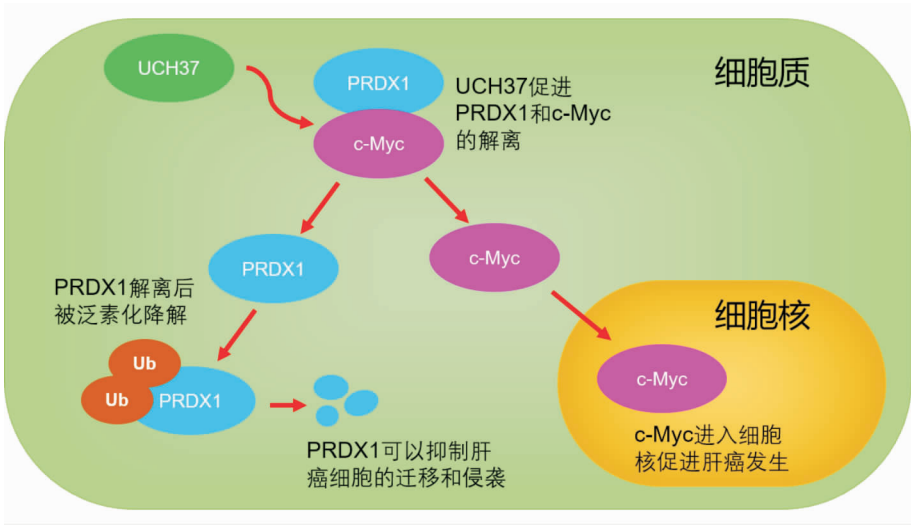 细胞质
UCH37
PRDX1
c-Myc
UCH37促进
PRDX1和c-Myc
的解离
PRDX1
c-Myc
PRDX1解离后
被泛素化降解
细胞核
Ub
Ub
PRDX1
c-Myc
PRDX1可以抑制肝
癌细胞的迁移和侵袭
c-Myc进入细胞
核促进肝癌发生